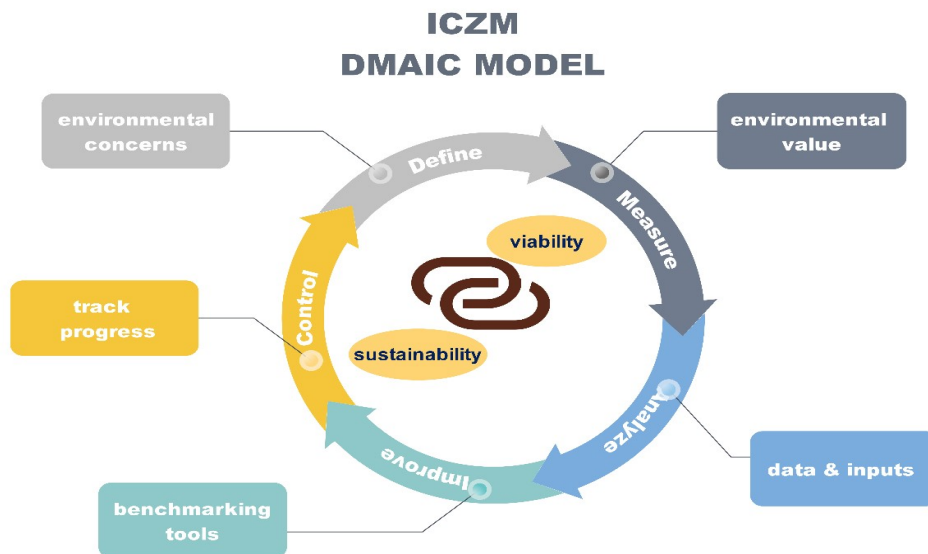 ICZM
DMAIC MODEL
environmental
concerns
environmental
value
Define
Measure
viability
track
progress
Control
sustainability
Analyze
data & inputs
Improve
benchmarking
tools